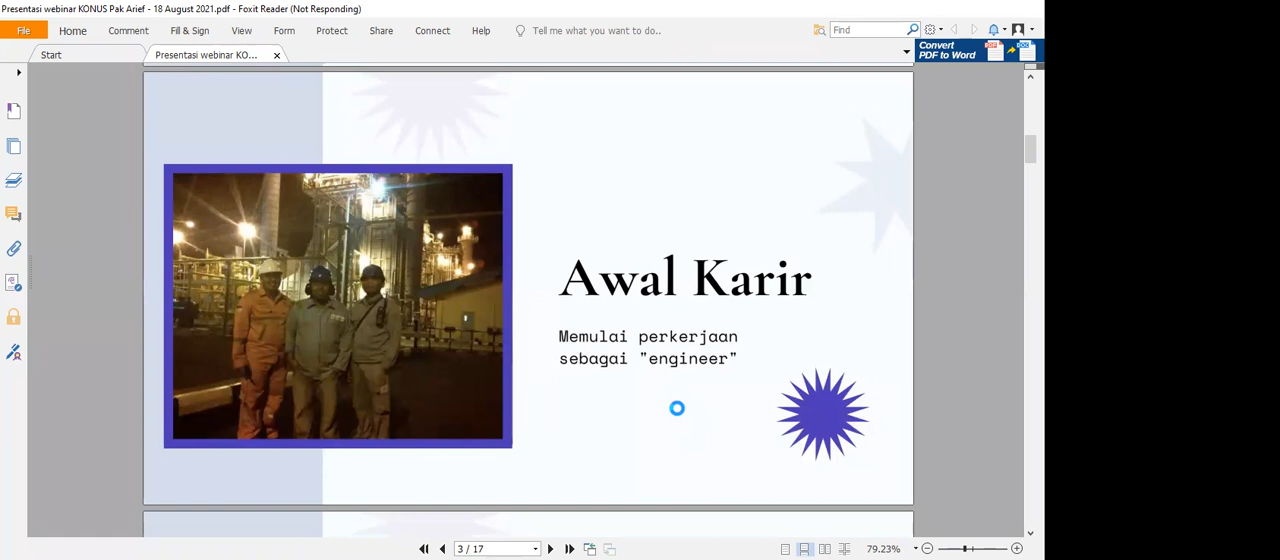 Presentasi webinar KONUS Pak Arief - 18 August 2021.pdf - Foxit Reader (Not Responding)
File Home Comment Fill & Sign View Form Protect Share Connect Help Tell me what you want to do.. Find
Start Presentasi webinar KO... Convert
PDF to Word
Awal Karir
Memulai perkerjaan
sebagai "engineer"
3 / 17 79.23%